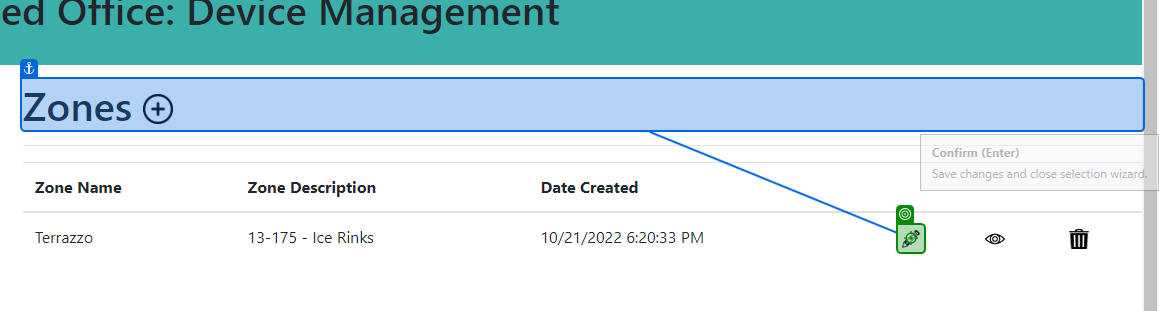 ed Office: Device Management
Zones
Confirm (Enter)
Save changes and close selection wizard.
Zone Name Zone Description Date Created
Terrazzo 13-175 - Ice Rinks 10/21/2022 6:20:33 PM